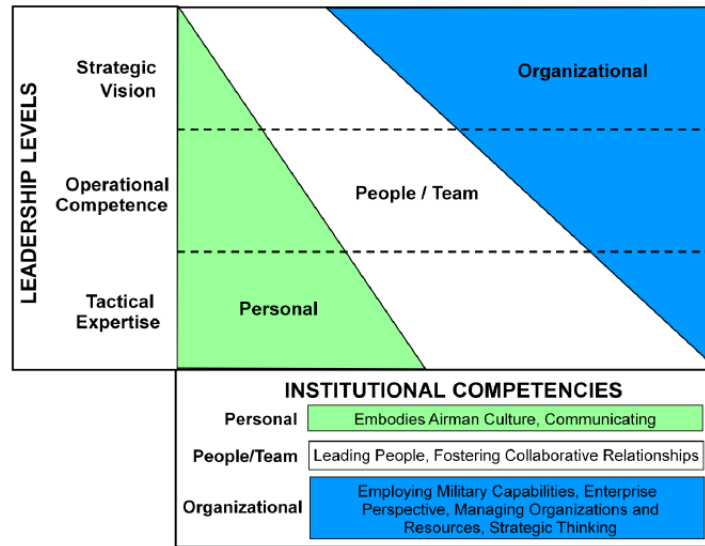 LEADERSHIP LEVELS
Strategic
Vision
Organizational
Operational
Competence
People / Team
Tactical
Expertise
Personal
INSTITUTIONAL COMPETENCIES
Personal
Embodies Airman Culture, Communicating
People/Team
Leading People, Fostering Collaborative Relationships
Organizational
Employing Military Capabilities, Enterprise
Perspective, Managing Organizations and
Resources, Strategic Thinking